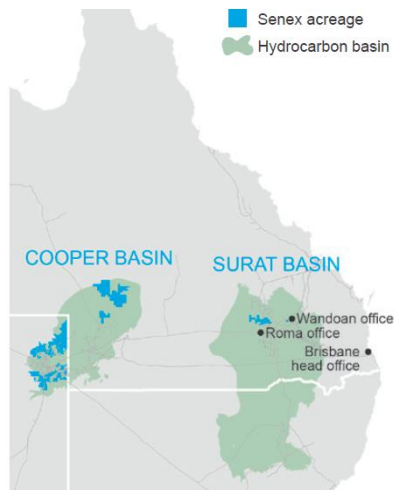 Senex acreage
Hydrocarbon basin
COOPER BASIN
SURAT BASIN
Wandoan office
Roma office
Brisbane
head office